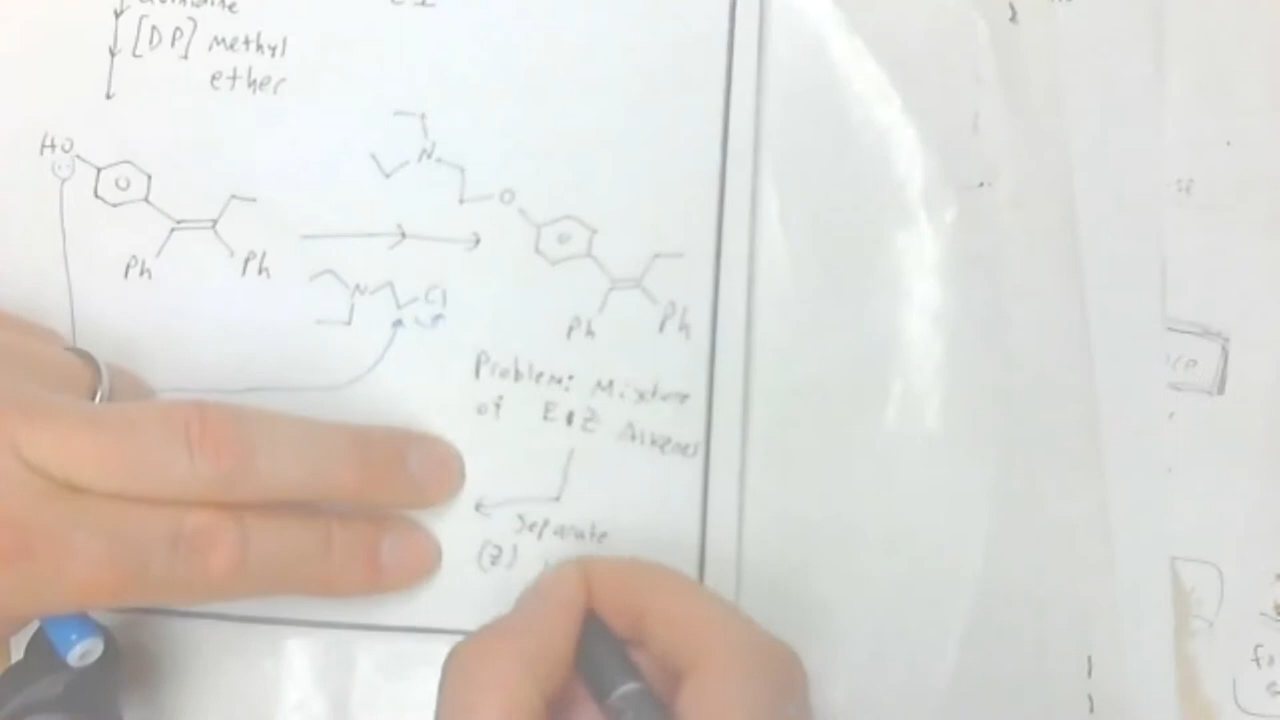 [DP] methyl
ether
HO
N
O
Ph
Ph
N
Cl
Ph
Ph
Problem: Mixture
of E & Z Alkenes
Separate
(Z)